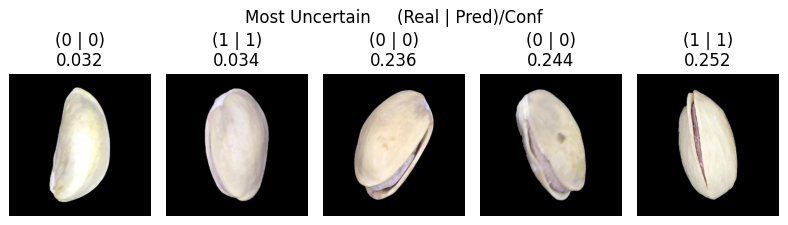 Most Uncertain     (Real | Pred)/Conf
(0 | 0)
0.032
(1 | 1)
0.034
(0 | 0)
0.236
(0 | 0)
0.244
(1 | 1)
0.252